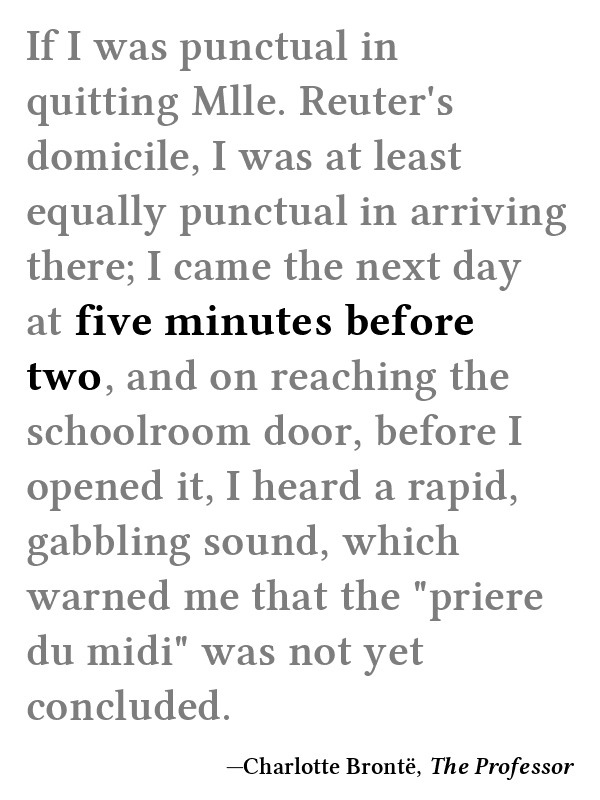 If I was punctual in
quitting Mlle. Reuter's
domicile, I was at least
equally punctual in arriving
there; I came the next day
at five minutes before
two, and on reaching the
schoolroom door, before I
opened it, I heard a rapid,
gabbling sound, which
warned me that the "priere
du midi" was not yet
concluded.
—Charlotte Brontë, The Professor